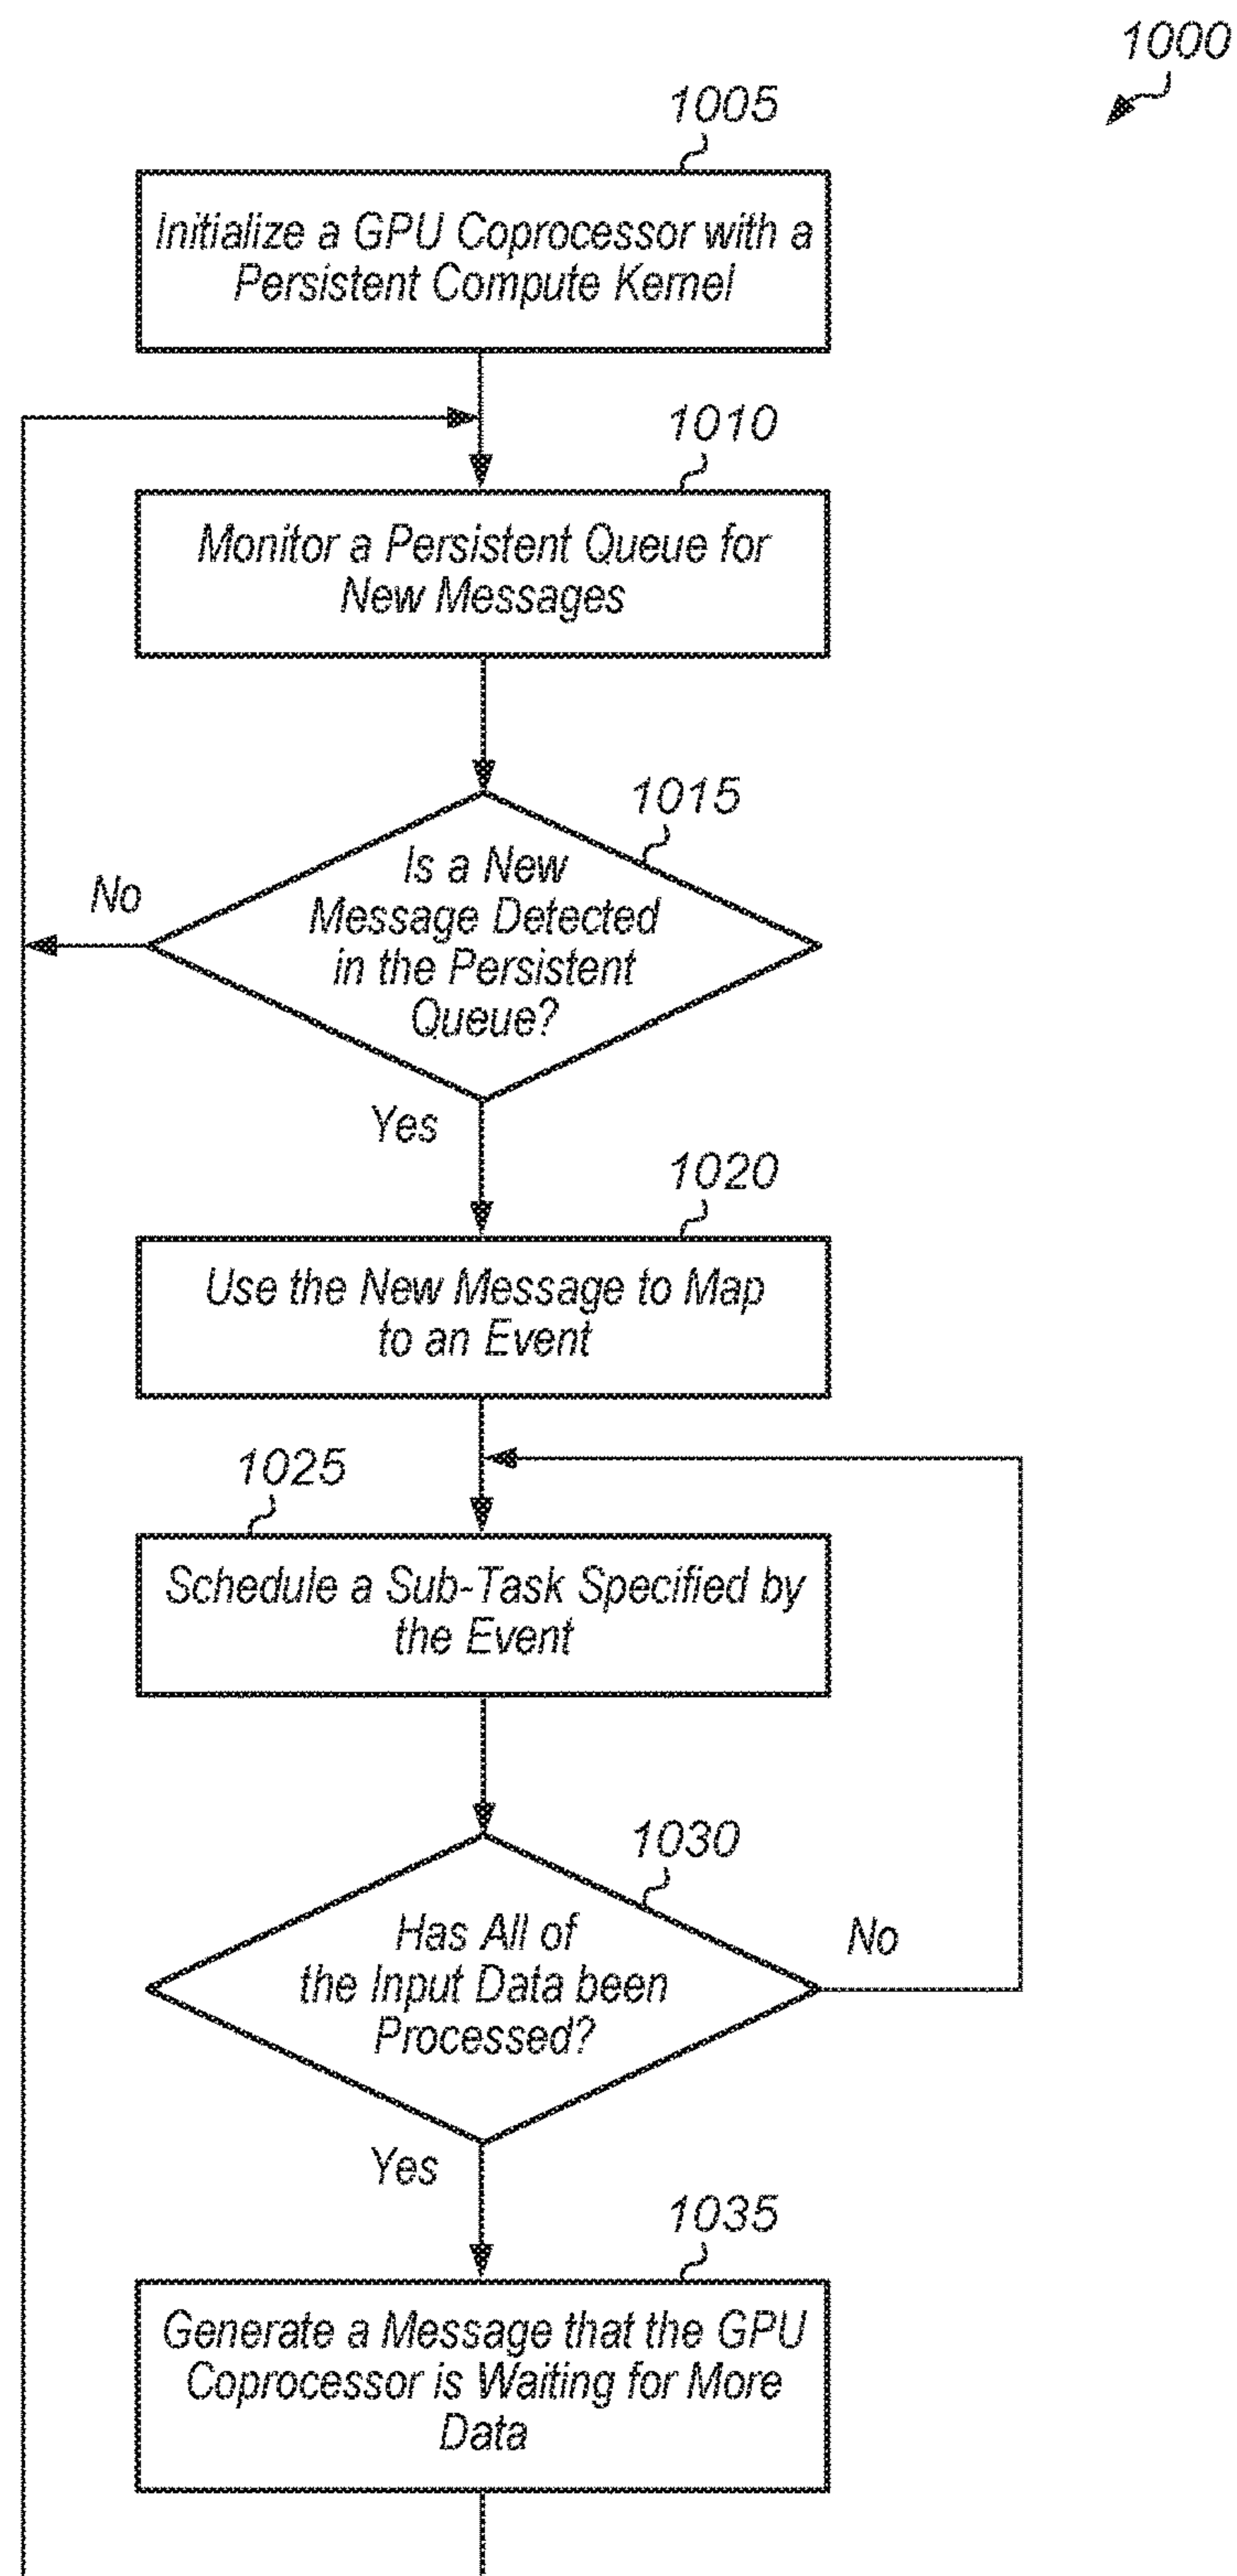 1000
1005
Initialize a GPU Coprocessor with a
Persistent Compute Kernel
1010
Monitor a Persistent Queue for
New Messages
1015
Is a New
Message Detected
in the Persistent
Queue?
No
Yes
1020
Use the New Message to Map
to an Event
1025
Schedule a Sub-Task Specified by
the Event
1030
Has All of
the Input Data been
Processed?
No
Yes
1035
Generate a Message that the GPU
Coprocessor is Waiting for More
Data